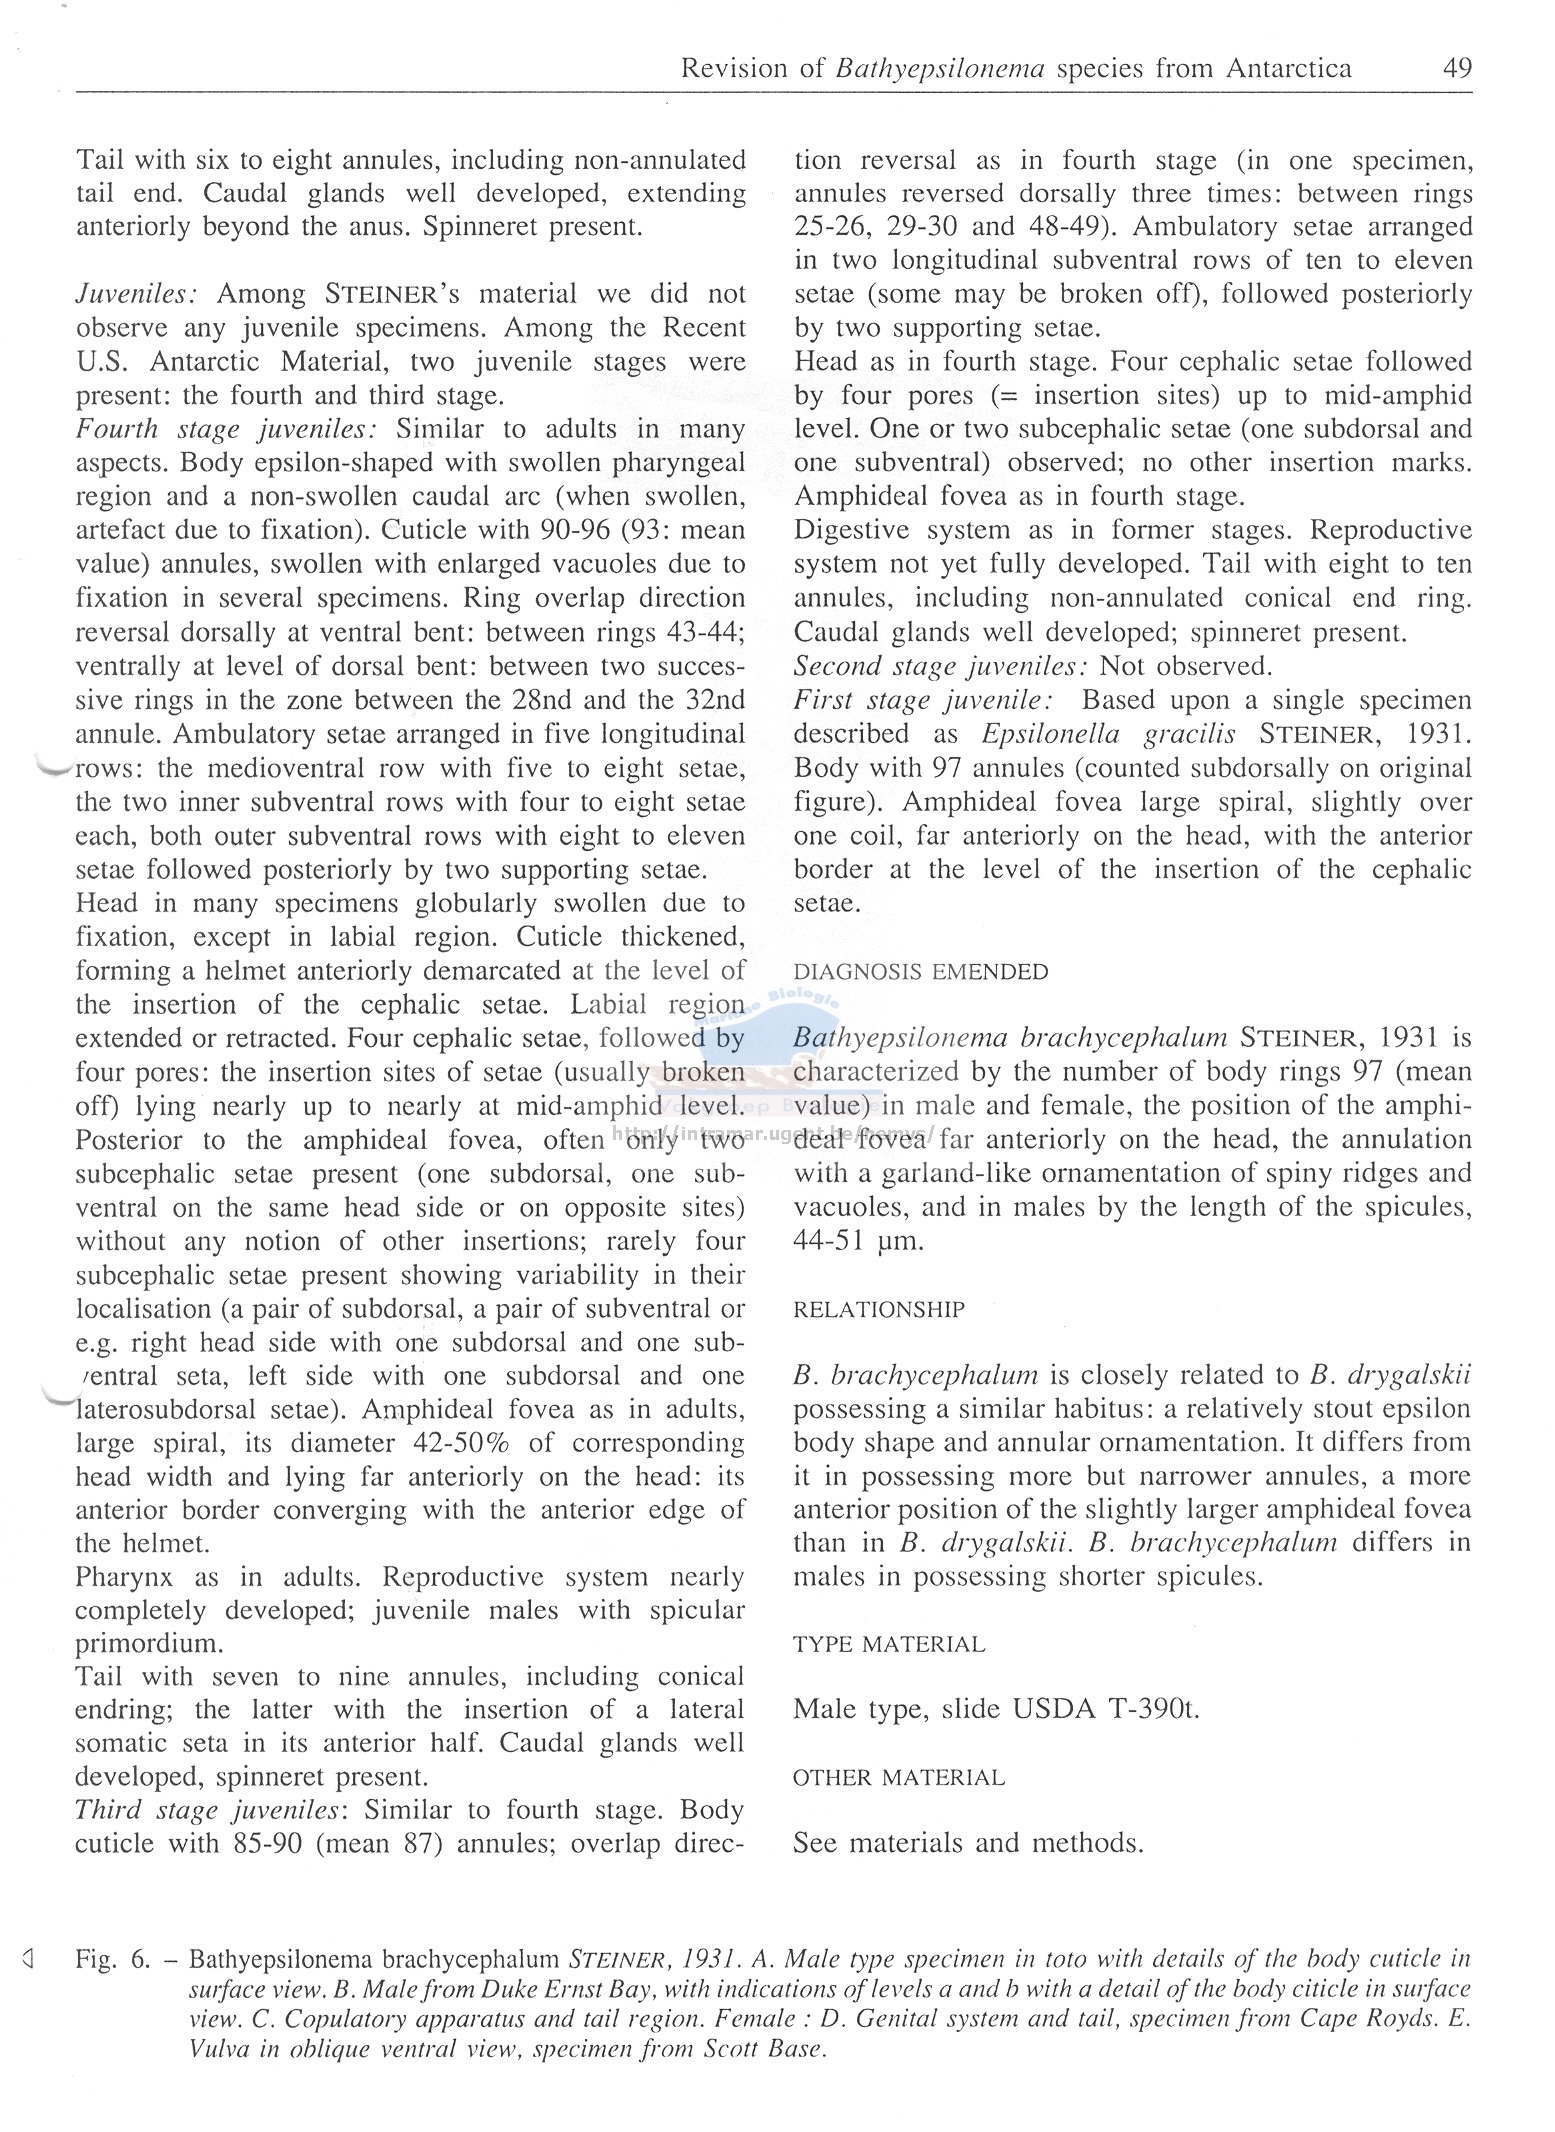 Revision of Bathyepsilonema species from Antarctica 49
Tail with six to eight annules, including non-annulated
tail end. Caudal glands well developed, extending
anteriorly beyond the anus. Spinneret present.
Juveniles: Among STEINER's material we did not
observe any juvenile specimens. Among the Recent
U.S. Antarctic Material, two juvenile stages were
present: the fourth and third stage.
Fourth stage juveniles: Similar to adults in many
aspects. Body epsilon-shaped with swollen pharyngeal
region and a non-swollen caudal arc (when swollen,
artefact due to fixation). Cuticle with 90-96 (93: mean
value) annules, swollen with enlarged vacuoles due to
fixation in several specimens. Ring overlap direction
reversal dorsally at ventral bent: between rings 43-44;
ventrally at level of dorsal bent: between two succes-
sive rings in the zone between the 28nd and the 32nd
annule. Ambulatory setae arranged in five longitudinal
rows: the medioventral row with five to eight setae,
the two inner subventral rows with four to eight setae
each, both outer subventral rows with eight to eleven
setae followed posteriorly by two supporting setae.
Head in many specimens globularly swollen due to
fixation, except in labial region. Cuticle thickened,
forming a helmet anteriorly demarcated at the level of
the insertion of the cephalic setae. Labial region
extended or retracted. Four cephalic setae, followed by
four pores: the insertion sites of setae (usually broken
off) lying nearly up to nearly at mid-amphid level.
Posterior to the amphideal fovea, often only two
subcephalic setae present (one subdorsal, one sub-
ventral on the same head side or on opposite sites)
without any notion of other insertions; rarely four
subcephalic setae present showing variability in their
localisation (a pair of subdorsal, a pair of subventral or
e.g. right head side with one subdorsal and one sub-
ventral seta, left side with one subdorsal and one
laterosubdorsal setae). Amphideal fovea as in adults,
large spiral, its diameter 42-50% of corresponding
head width and lying far anteriorly on the head: its
anterior border converging with the anterior edge of
the helmet.
Pharynx as in adults. Reproductive system nearly
completely developed; juvenile males with spicular
primordium.
Tail with seven to nine annules, including conical
endring; the latter with the insertion of a lateral
somatic seta in its anterior half. Caudal glands well
developed, spinneret present.
Third stage juveniles: Similar to fourth stage. Body
cuticle with 85-90 (mean 87) annules; overlap direc-
tion reversal as in fourth stage (in one specimen,
annules reversed dorsally three times: between rings
25-26, 29-30 and 48-49). Ambulatory setae arranged
in two longitudinal subventral rows of ten to eleven
setae (some may be broken off), followed posteriorly
by two supporting setae.
Head as in fourth stage. Four cephalic setae followed
by four pores (= insertion sites) up to mid-amphid
level. One or two subcephalic setae (one subdorsal and
one subventral) observed; no other insertion marks.
Amphideal fovea as in fourth stage.
Digestive system as in former stages. Reproductive
system not yet fully developed. Tail with eight to ten
annules, including non-annulated conical end ring.
Caudal glands well developed; spinneret present.
Second stage juveniles: Not observed.
First stage juvenile: Based upon a single specimen
described as Epsilonella gracilis STEINER, 1931.
Body with 97 annules (counted subdorsally on original
figure). Amphideal fovea large spiral, slightly over
one coil, far anteriorly on the head, with the anterior
border at the level of the insertion of the cephalic
setae.
DIAGNOSIS EMENDED
Bathyepsilonema brachycephalum STEINER, 1931 is
characterized by the number of body rings 97 (mean
value) in male and female, the position of the amphi-
deal fovea far anteriorly on the head, the annulation
with a garland-like ornamentation of spiny ridges and
vacuoles, and in males by the length of the spicules,
44-51 µm.
RELATIONSHIP
B. brachycephalum is closely related to B. drygalskii
possessing a similar habitus: a relatively stout epsilon
body shape and annular ornamentation. It differs from
it in possessing more but narrower annules, a more
anterior position of the slightly larger amphideal fovea
than in B. drygalskii. B. brachycephalum differs in
males in possessing shorter spicules.
TYPE MATERIAL
Male type, slide USDA T-390t.
OTHER MATERIAL
See materials and methods.
Fig. 6. – Bathyepsilonema brachycephalum STEINER, 1931. A. Male type specimen in toto with details of the body cuticle in
surface view. B. Male from Duke Ernst Bay, with indications of levels a and b with a detail of the body citicle in surface
view. C. Copulatory apparatus and tail region. Female : D. Genital system and tail, specimen from Cape Royds. E.
Vulva in oblique ventral view, specimen from Scott Base.
Marine Biologie
http://intramar.ugent.be/nemys/